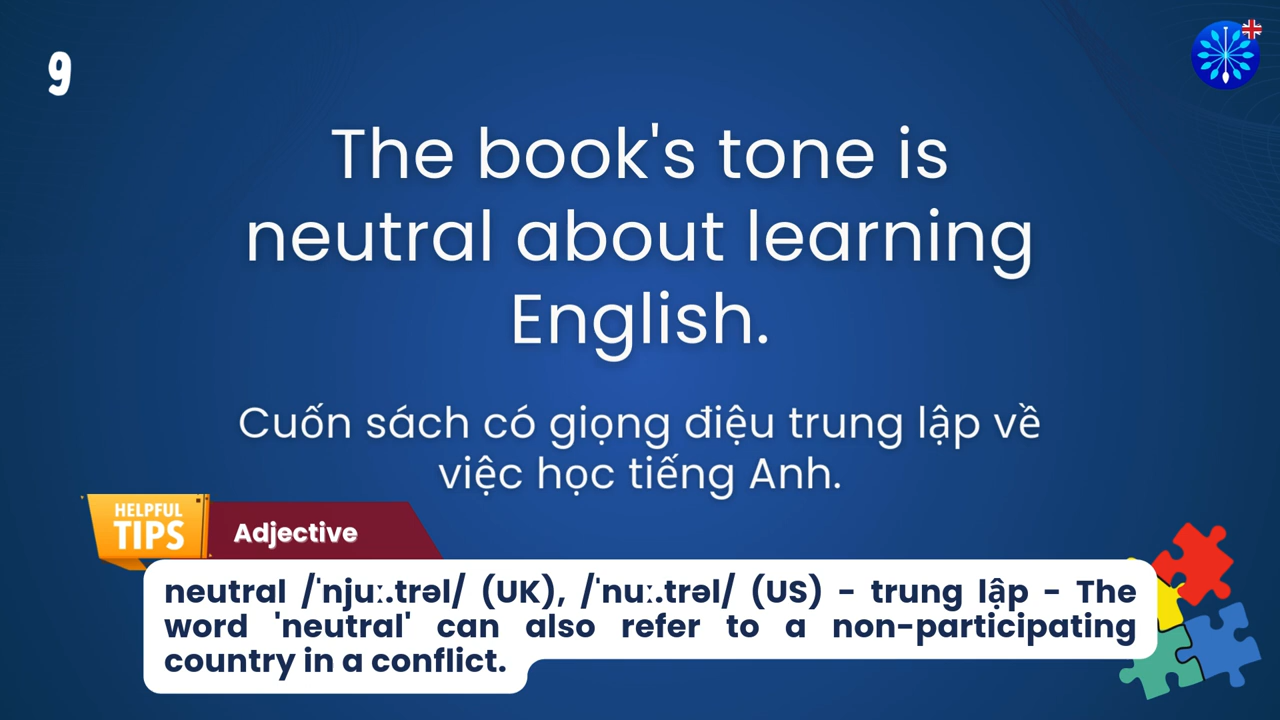 9
The book's tone is
neutral about learning
English.
Cuốn sách có giọng điệu trung lập về
việc học tiếng Anh.
HELPFUL
TIPS
Adjective
neutral /ˈnjuː.trəl/ (UK), /ˈnuː.trəl/ (US) - trung lập - The
word 'neutral' can also refer to a non-participating
country in a conflict.